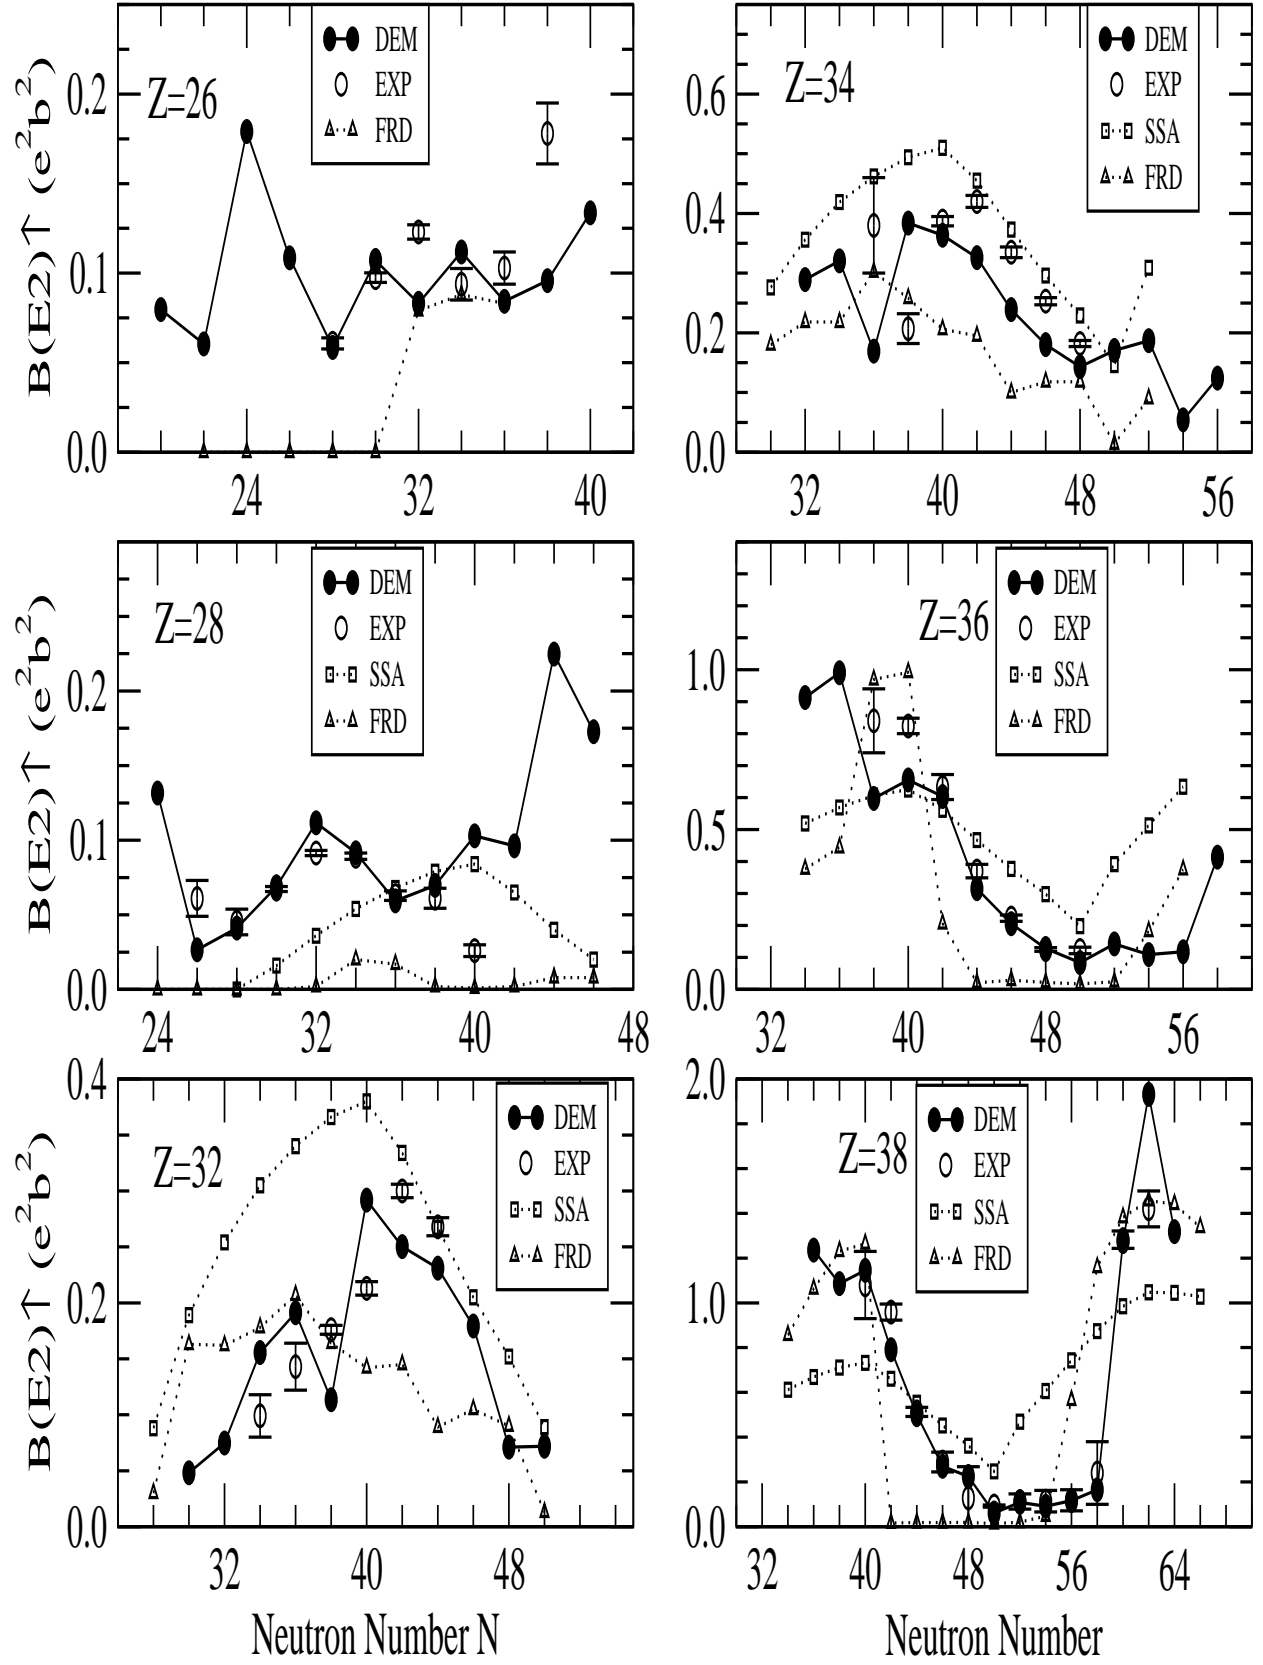 B(E2)↑ (e²b²)
0.2
0.1
0.0
Z=26
DEM
EXP
FRD
24
32
40
0.6
0.4
0.2
0.0
Z=34
DEM
EXP
SSA
FRD
32
40
48
56
B(E2)↑ (e²b²)
0.2
0.1
0.0
Z=28
DEM
EXP
SSA
FRD
24
32
40
48
1.0
0.5
0.0
Z=36
DEM
EXP
SSA
FRD
32
40
48
56
B(E2)↑ (e²b²)
0.4
0.2
0.0
Z=32
DEM
EXP
SSA
FRD
32
40
48
Neutron Number N
2.0
1.0
0.0
Z=38
DEM
EXP
SSA
FRD
32
40
48
56
64
Neutron Number